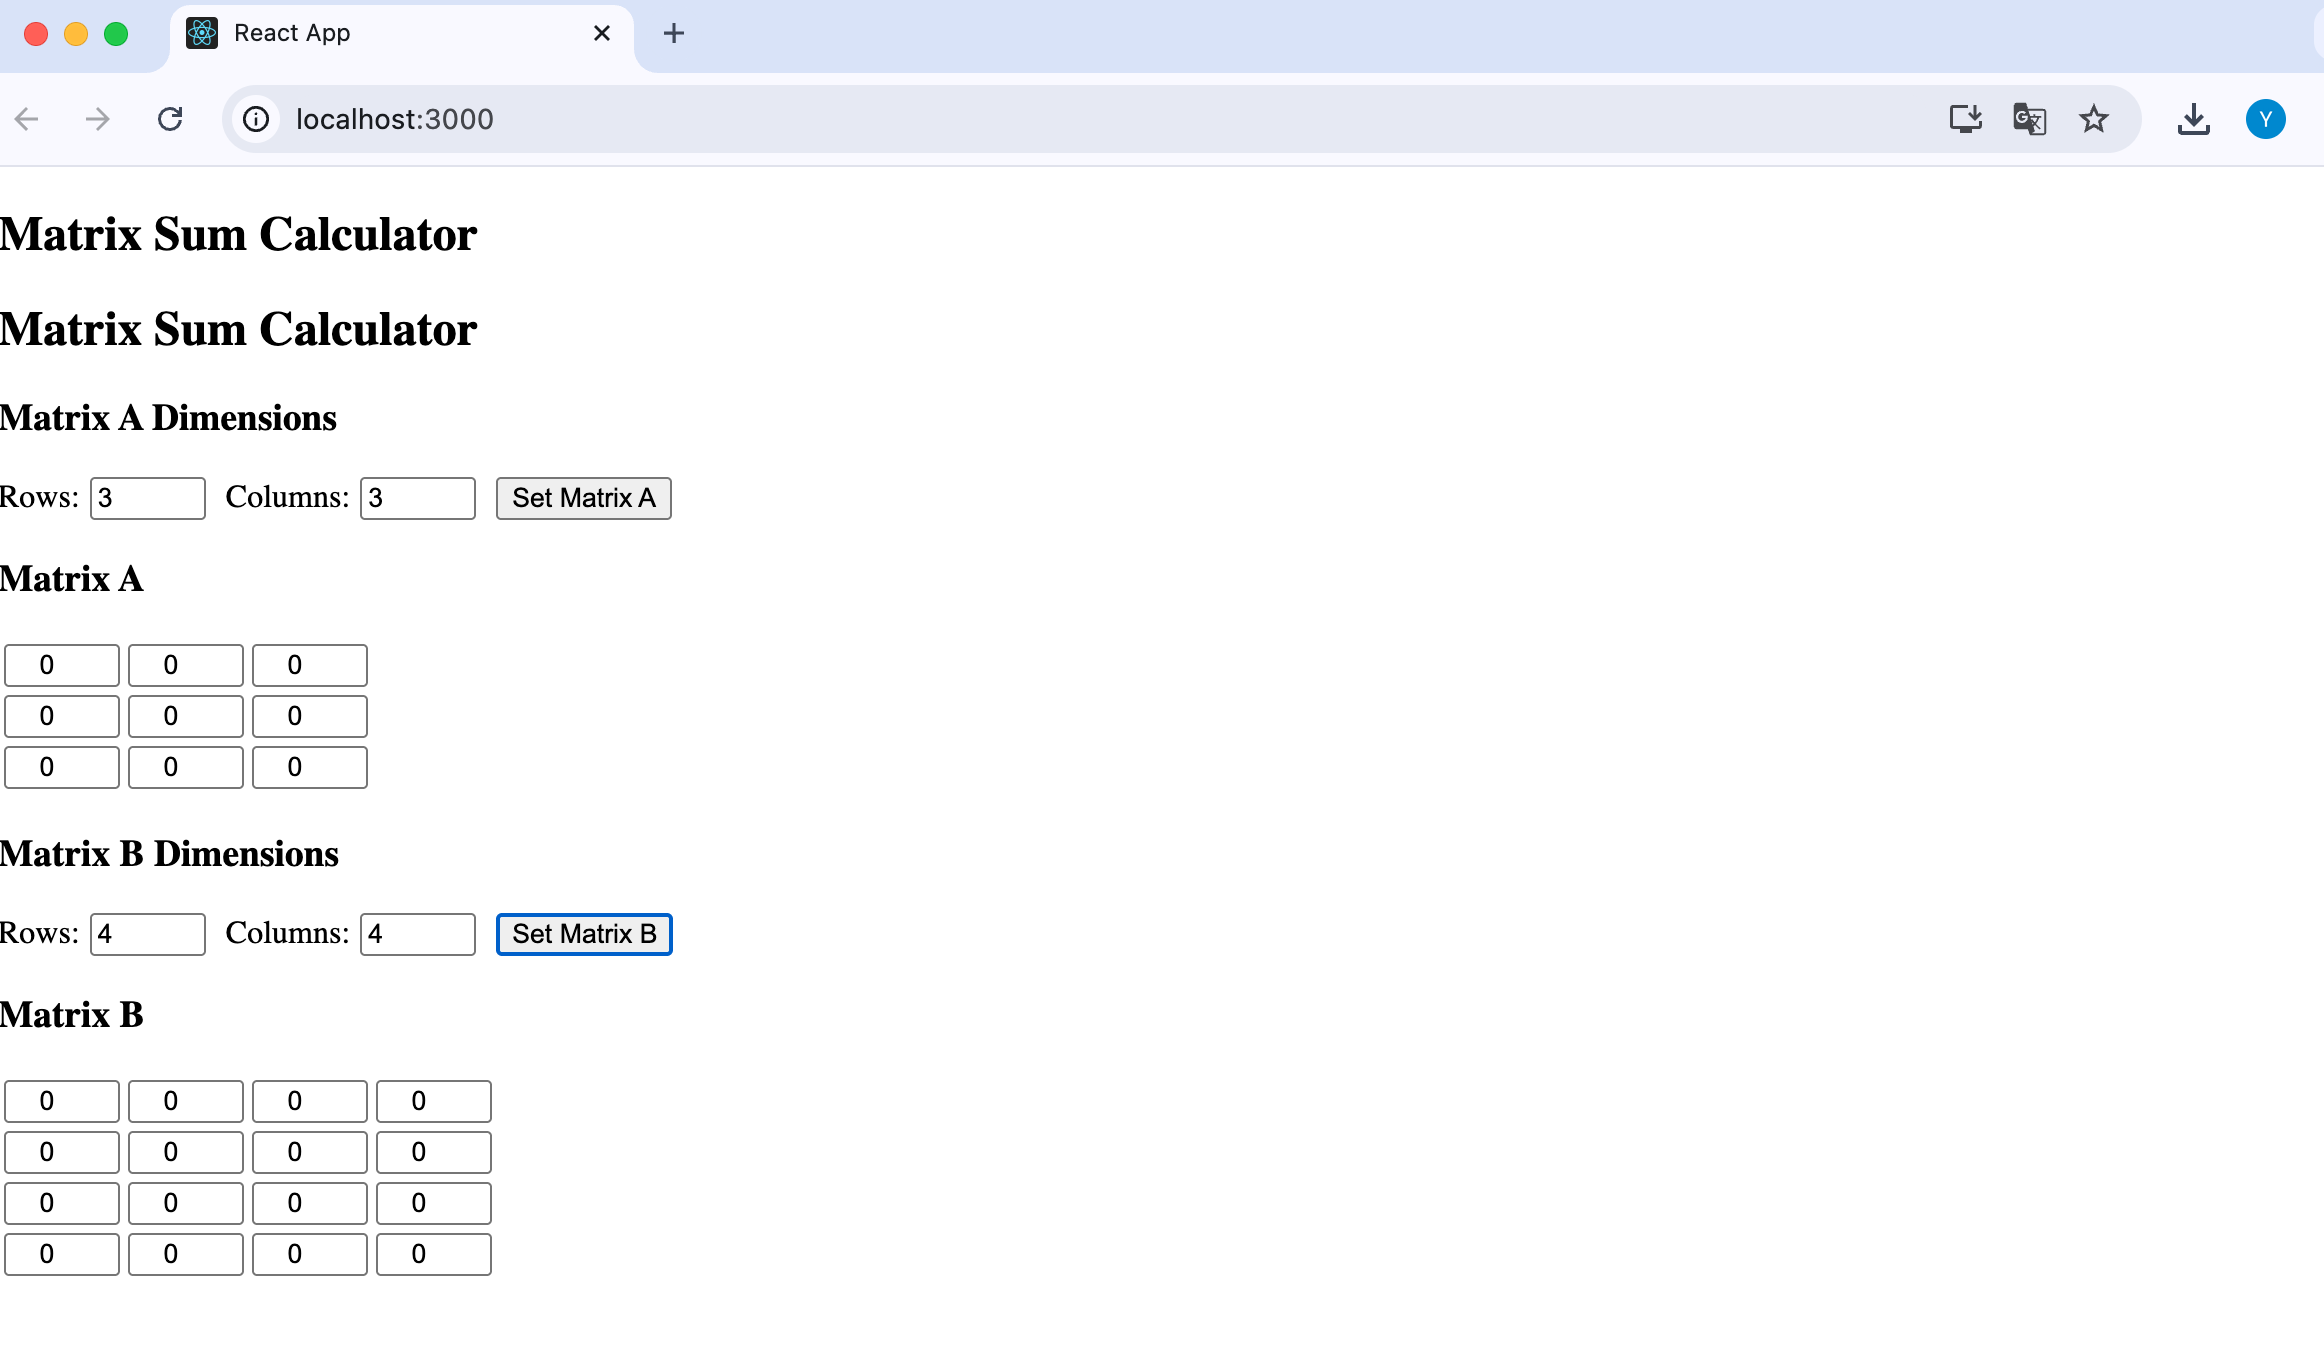 React App
localhost:3000
Y
Matrix Sum Calculator
Matrix Sum Calculator
Matrix A Dimensions
Rows: 3 Columns: 3 Set Matrix A
Matrix A
0 0 0
0 0 0
0 0 0
Matrix B Dimensions
Rows: 4 Columns: 4 Set Matrix B
Matrix B
0 0 0 0
0 0 0 0
0 0 0 0
0 0 0 0